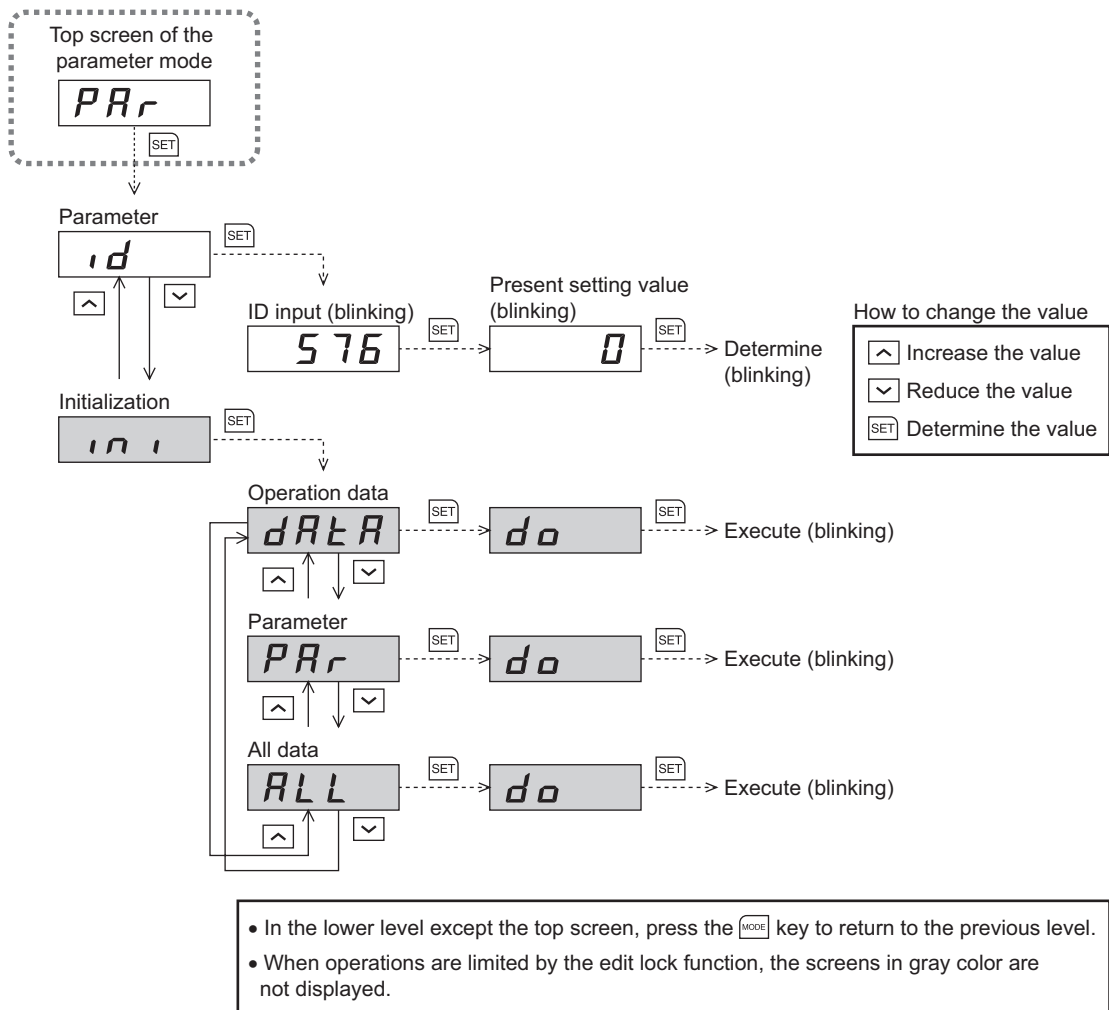 Top screen of the
parameter mode
PAr
SET
Parameter
id
SET
ID input (blinking)
576
SET
Present setting value
(blinking)
0
SET
Determine
(blinking)
How to change the value
Increase the value
Reduce the value
SET Determine the value
Initialization
ini
SET
Operation data
dAtA
SET
do
SET
Execute (blinking)
Parameter
PAr
SET
do
SET
Execute (blinking)
All data
ALL
SET
do
SET
Execute (blinking)
• In the lower level except the top screen, press the MODE key to return to the previous level.
• When operations are limited by the edit lock function, the screens in gray color are
not displayed.